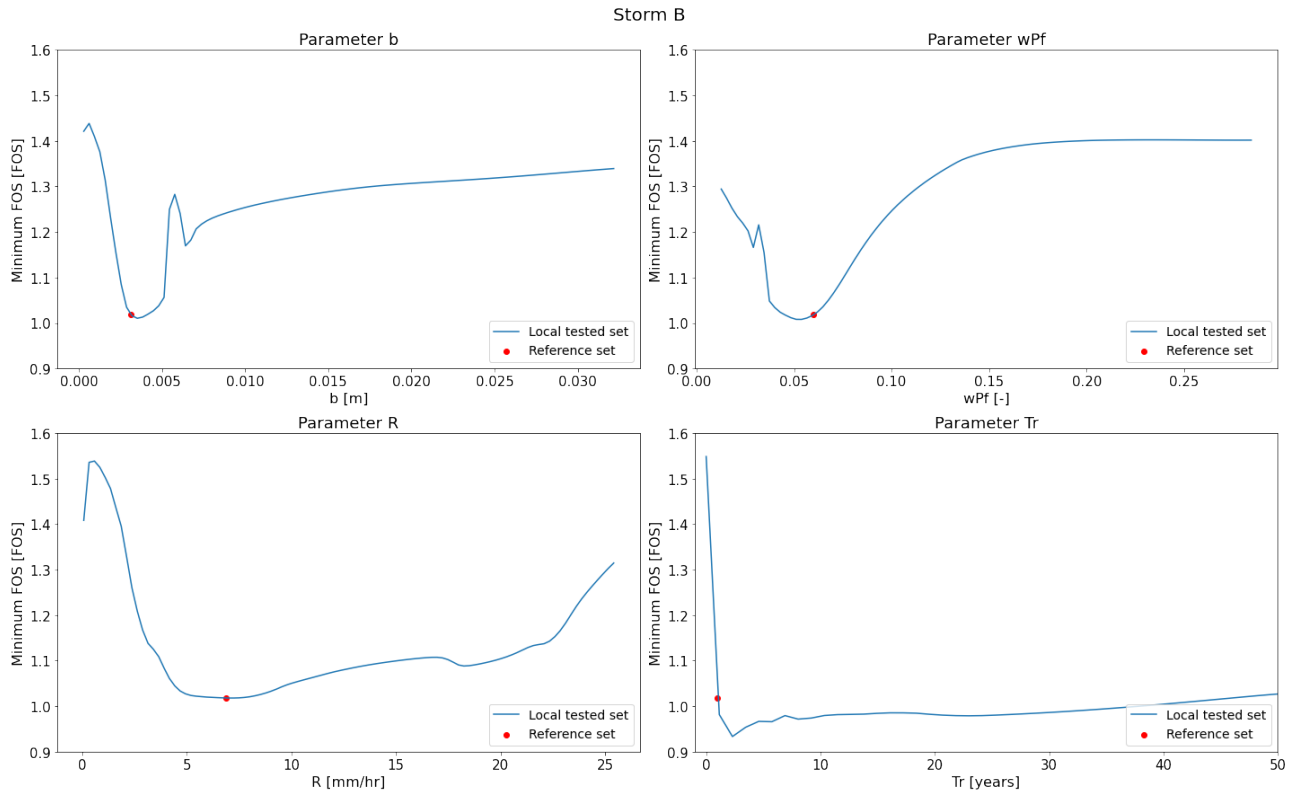 Storm B
Parameter b
1.6
1.5
1.4
1.3
1.2
1.1
1.0
0.9
Minimum FOS [FOS]
0.000 0.005 0.010 0.015 0.020 0.025 0.030
b [m]
Local tested set
Reference set
Parameter wPf
1.6
1.5
1.4
1.3
1.2
1.1
1.0
0.9
Minimum FOS [FOS]
0.00 0.05 0.10 0.15 0.20 0.25
wPf [-]
Local tested set
Reference set
Parameter R
1.6
1.5
1.4
1.3
1.2
1.1
1.0
0.9
Minimum FOS [FOS]
0 5 10 15 20 25
R [mm/hr]
Local tested set
Reference set
Parameter Tr
1.6
1.5
1.4
1.3
1.2
1.1
1.0
0.9
Minimum FOS [FOS]
0 10 20 30 40 50
Tr [years]
Local tested set
Reference set